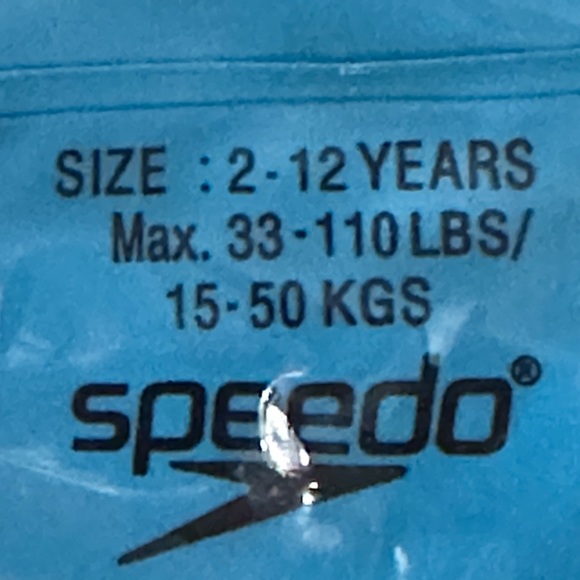 SIZE : 2-12 YEARS
Max. 33-110 LBS/
15-50 KGS
speedo®